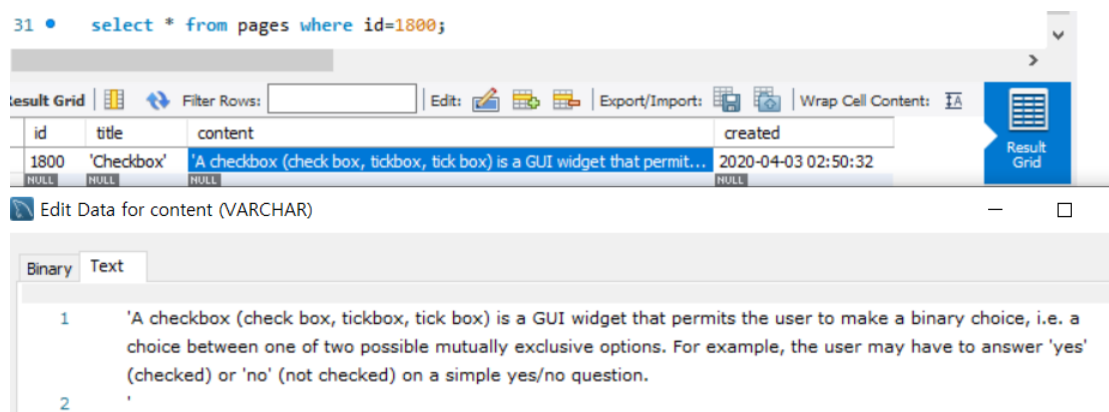 31 select * from pages where id=1800;
Result Grid Filter Rows: Edit: Export/Import: Wrap Cell Content: IA
id title content created
1800 'Checkbox' 'A checkbox (check box, tickbox, tick box) is a GUI widget that permit... 2020-04-03 02:50:32
NULL NULL NULL NULL
Result
Grid
Edit Data for content (VARCHAR)
Binary Text
1 'A checkbox (check box, tickbox, tick box) is a GUI widget that permits the user to make a binary choice, i.e. a
choice between one of two possible mutually exclusive options. For example, the user may have to answer 'yes'
(checked) or 'no' (not checked) on a simple yes/no question.
2 '